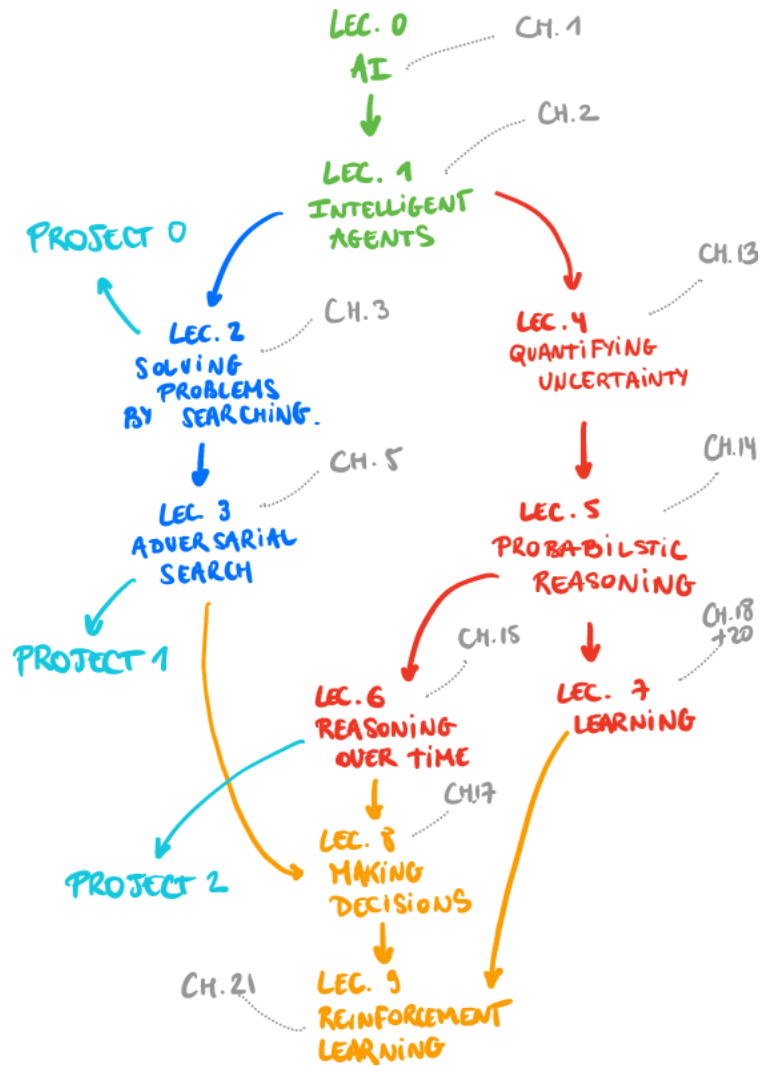 LEC. 0
CH. 1
AI
CH. 2
LEC. 1
INTELLIGENT
AGENTS
PROJECT 0
CH. 3
CH. 13
LEC. 2
SOLVING
PROBLEMS
BY SEARCHING.
LEC. 4
QUANTIFYING
UNCERTAINTY
CH. 5
CH. 14
LEC. 3
ADVERSARIAL
SEARCH
LEC. 5
PROBABILSTIC
REASONING
PROJECT 1
CH. 15
CH. 18
+20
LEC. 6
REASONING
OVER TIME
LEC. 7
LEARNING
CH.17
LEC. 8
MAKING
DECISIONS
PROJECT 2
CH. 21
LEC. 9
REINFORCEMENT
LEARNING